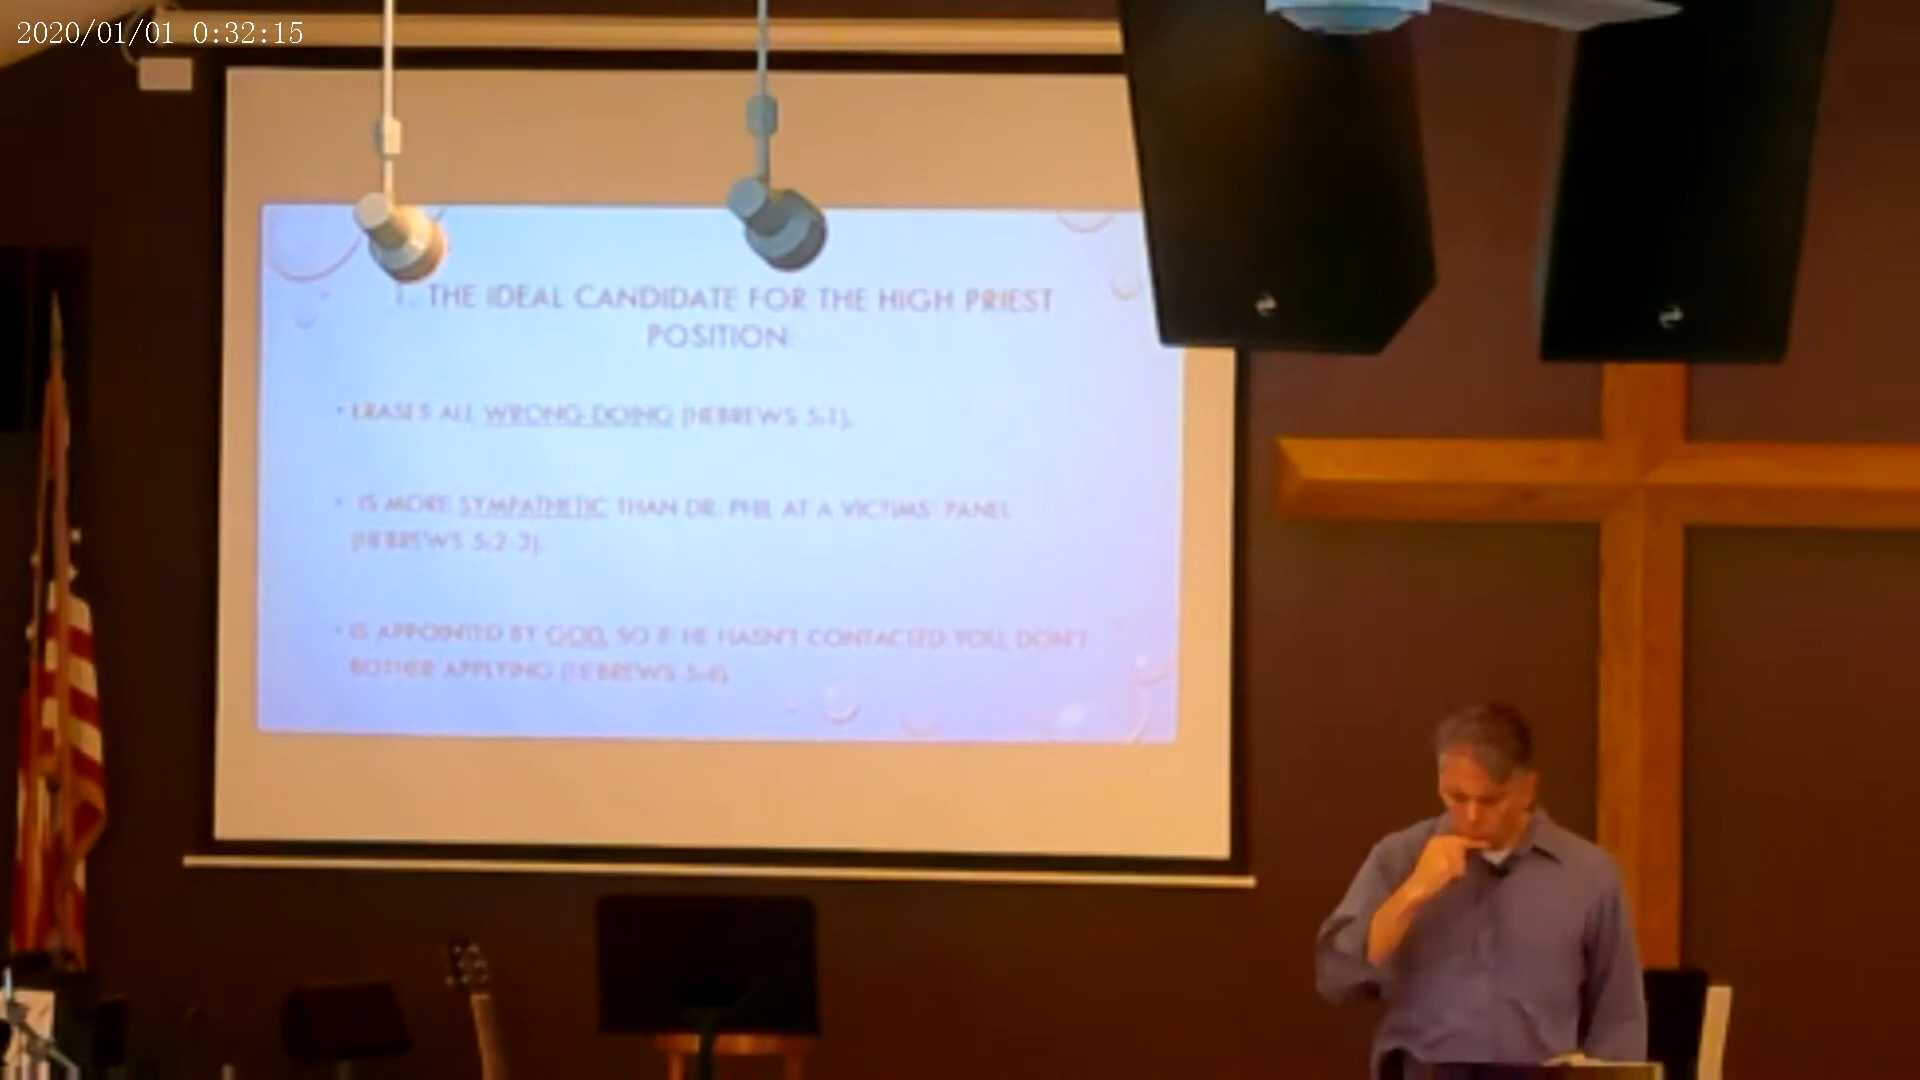 2020/01/01 0:32:15
1. THE IDEAL CANDIDATE FOR THE HIGH PRIEST
POSITION:
• ERASES ALL WRONG-DOING (HEBREWS 5:1).
• IS MORE SYMPATHETIC THAN DR. PHIL AT A VICTIMS' PANEL
(HEBREWS 5:2-3).
• IS APPOINTED BY GOD, SO IF HE HASN'T CONTACTED YOU, DON'T
BOTHER APPLYING (HEBREWS 5:4).